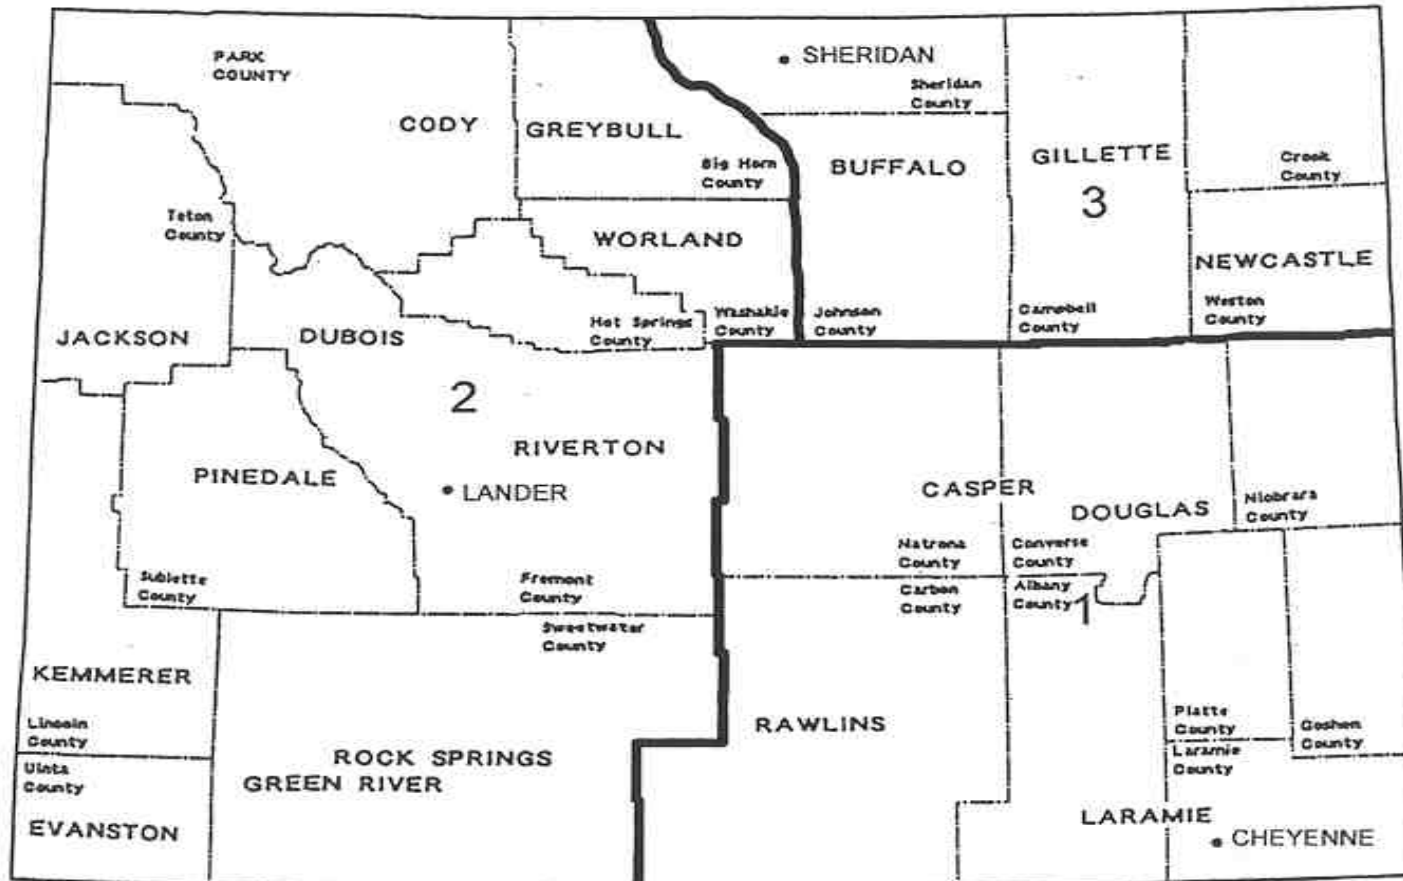 PARK
COUNTY
SHERIDAN
Sheridan
County
CODY
GREYBULL
Big Horn
County
BUFFALO
GILLETTE
3
Crook
County
Teton
County
WORLAND
NEWCASTLE
JACKSON
DUBOIS
Hot Springs
County
Washakie
County
Johnson
County
Campbell
County
Weston
County
2
RIVERTON
PINEDALE
LANDER
CASPER
DOUGLAS
Niobrara
County
Natrona
County
Converse
County
Sublette
County
Fremont
County
Carbon
County
Albany
County
1
Sweetwater
County
KEMMERER
Lincoln
County
RAWLINS
Platte
County
Goshen
County
Laramie
County
Uinta
County
ROCK SPRINGS
GREEN RIVER
EVANSTON
LARAMIE
CHEYENNE